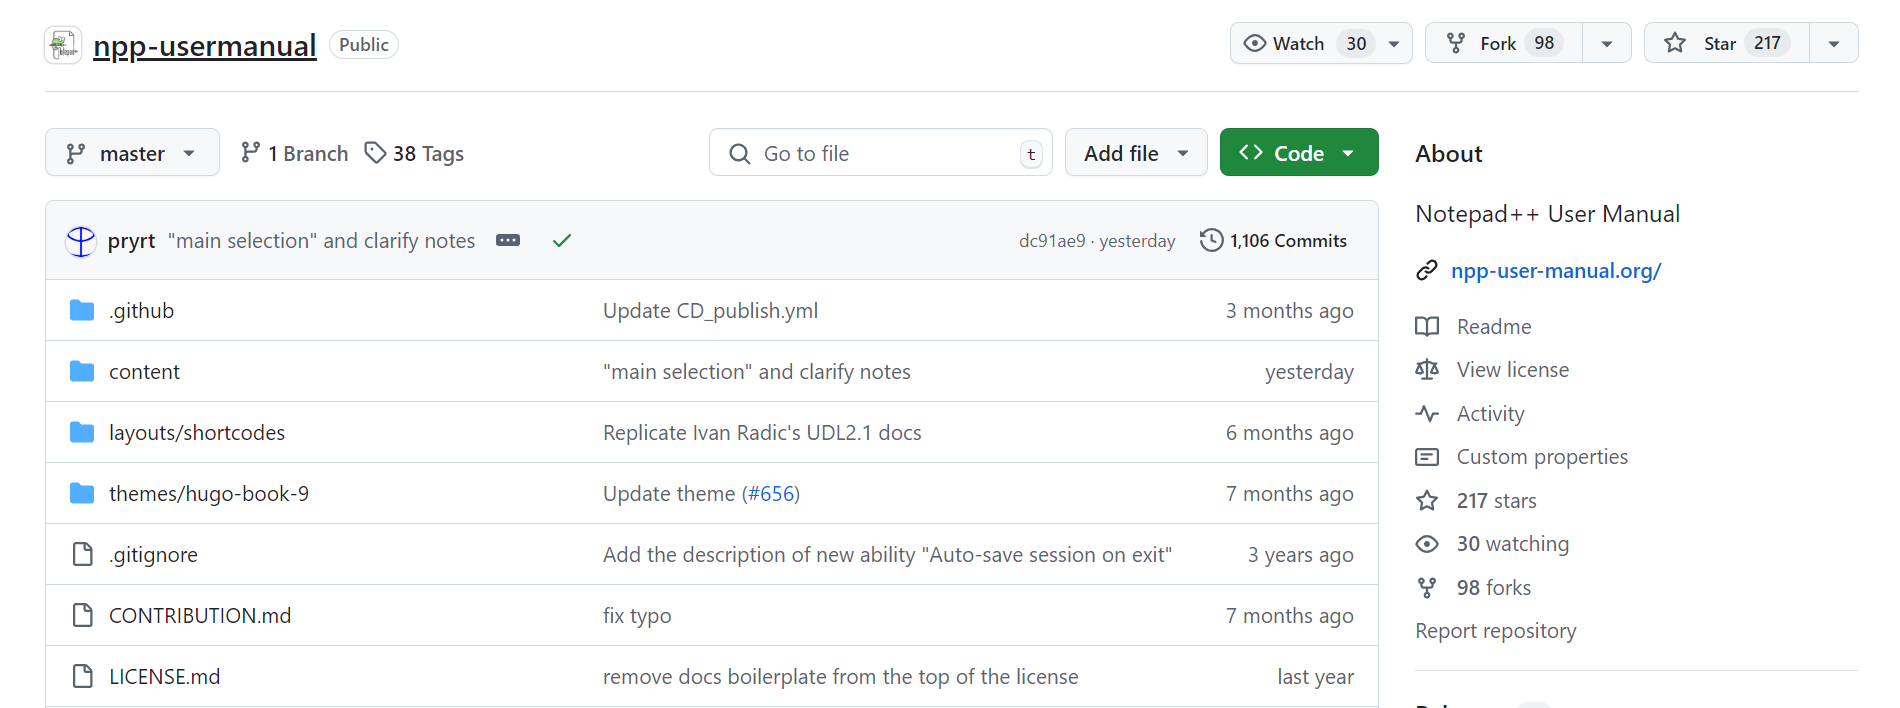 npp-usermanual Public Watch 30 Fork 98 Star 217
master 1 Branch 38 Tags Go to file t Add file Code
pryrt "main selection" and clarify notes dc91ae9 · yesterday 1,106 Commits
.github Update CD_publish.yml 3 months ago
content "main selection" and clarify notes yesterday
layouts/shortcodes Replicate Ivan Radic's UDL2.1 docs 6 months ago
themes/hugo-book-9 Update theme (#656) 7 months ago
.gitignore Add the description of new ability "Auto-save session on exit" 3 years ago
CONTRIBUTION.md fix typo 7 months ago
LICENSE.md remove docs boilerplate from the top of the license last year
About
Notepad++ User Manual
npp-user-manual.org/
Readme
View license
Activity
Custom properties
217 stars
30 watching
98 forks
Report repository